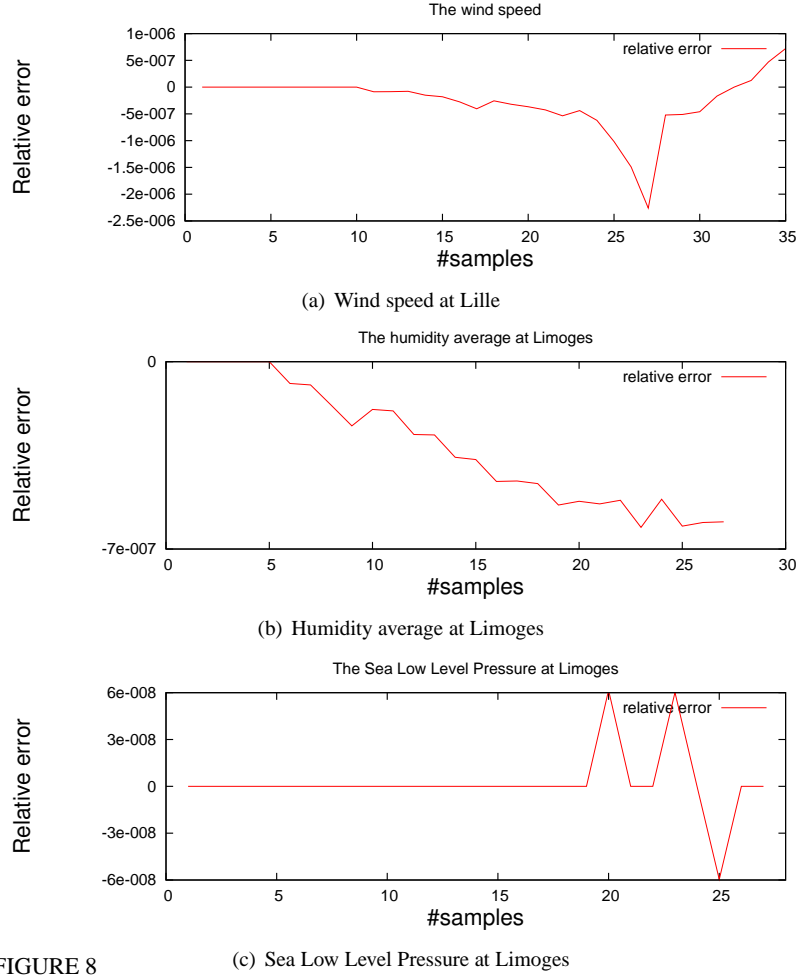 The wind speed
1e-006
5e-007
0
-5e-007
-1e-006
-1.5e-006
-2e-006
-2.5e-006
Relative error
relative error
0 5 10 15 20 25 30 35
#samples
(a) Wind speed at Lille
The humidity average at Limoges
0
-7e-007
Relative error
relative error
0 5 10 15 20 25 30
#samples
(b) Humidity average at Limoges
The Sea Low Level Pressure at Limoges
6e-008
3e-008
0
-3e-008
-6e-008
Relative error
relative error
0 5 10 15 20 25
#samples
(c) Sea Low Level Pressure at Limoges
FIGURE 8